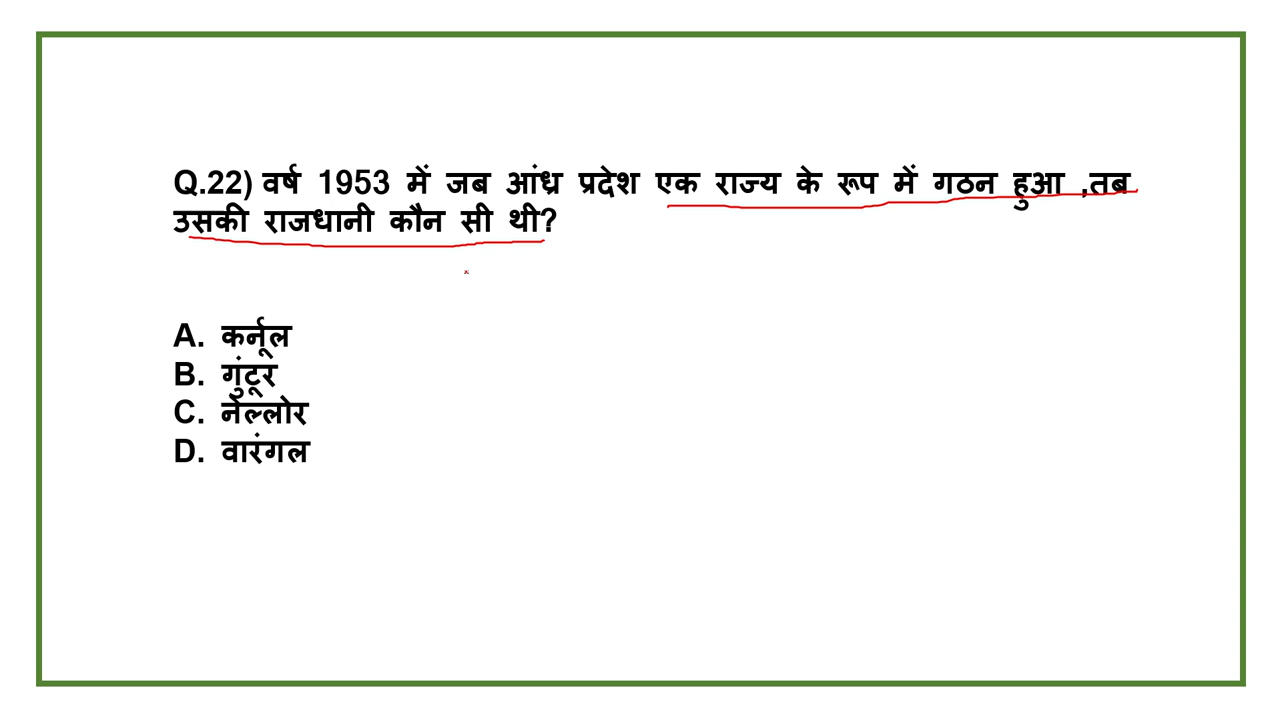 Q.22) वर्ष 1953 में जब आंध्र प्रदेश एक राज्य के रूप में गठन हुआ ,तब
उसकी राजधानी कौन सी थी?
A. कर्नूल
B. गुंटूर
C. नेल्लोर
D. वारंगल